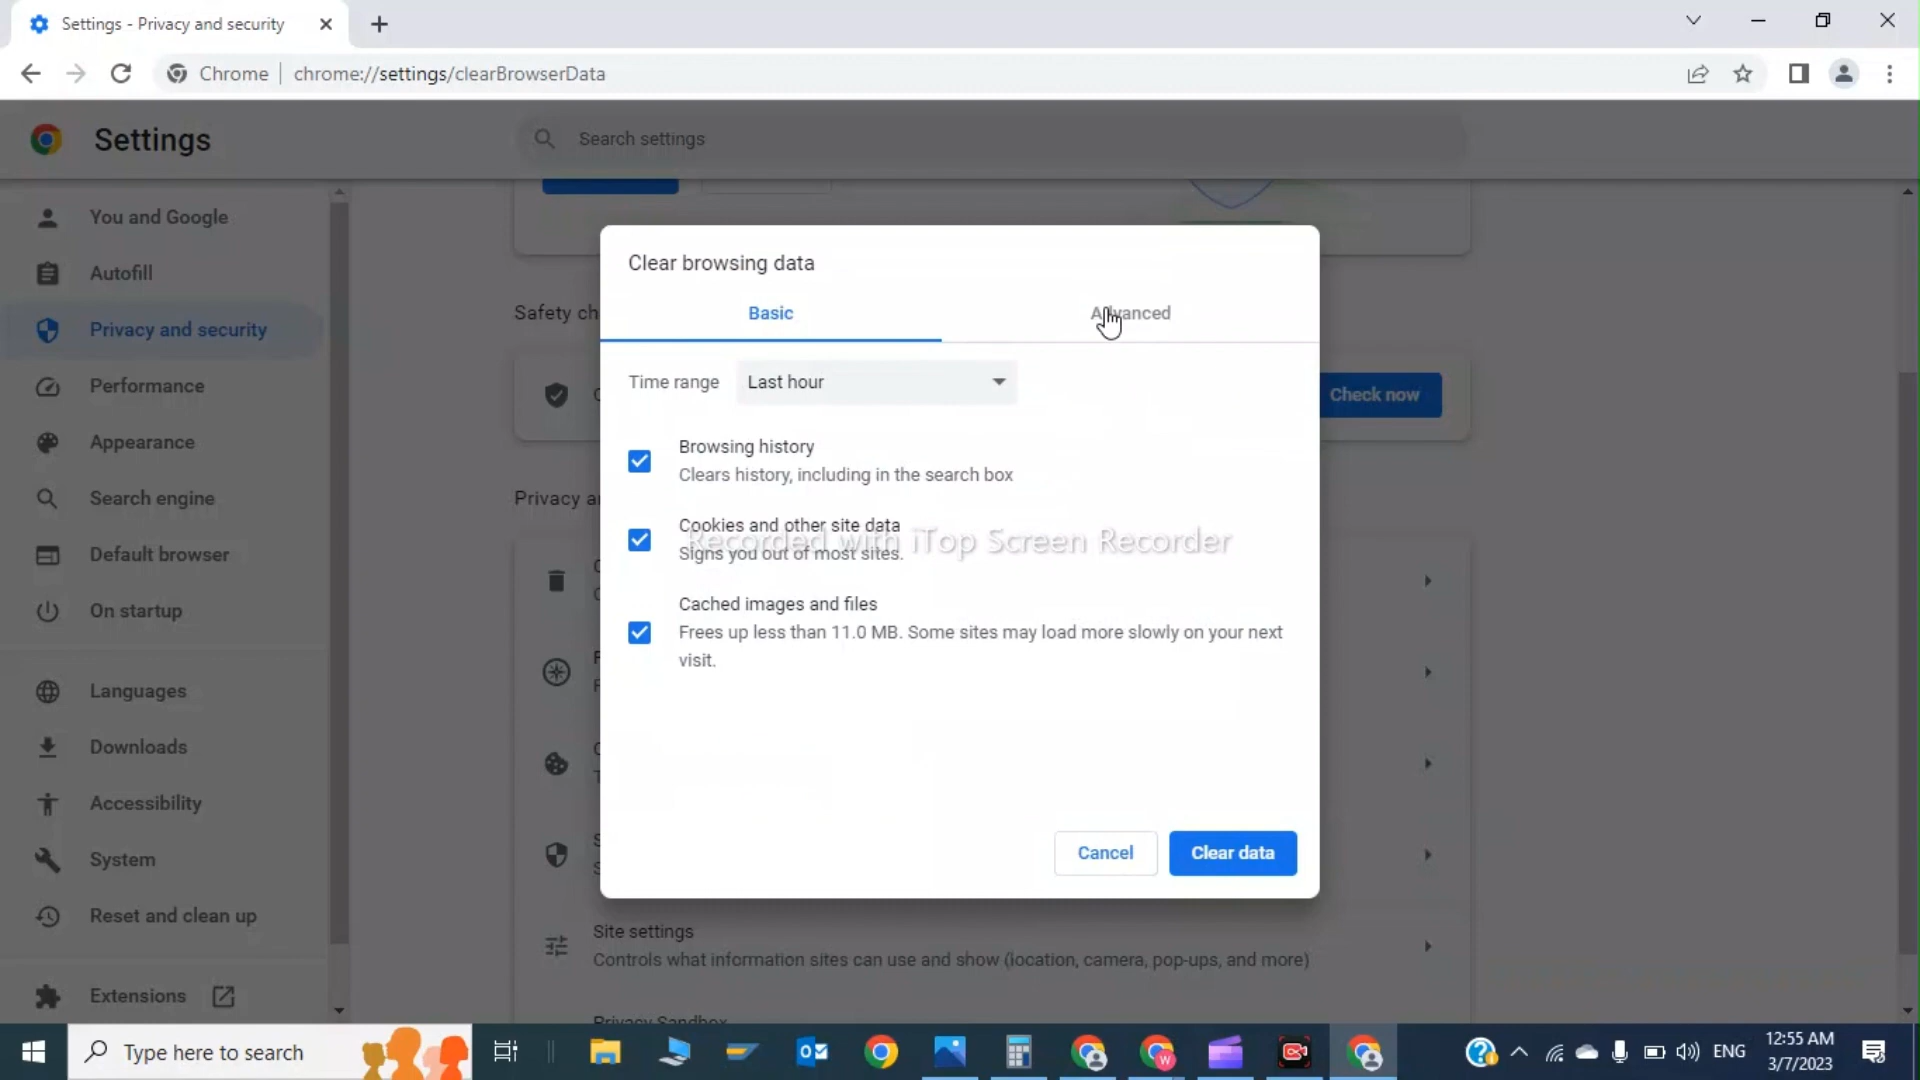 Settings - Privacy and security
Chrome
chrome://settings/clearBrowserData
Settings
Search settings
You and Google
Autofill
Privacy and security
Performance
Appearance
Search engine
Default browser
On startup
Languages
Downloads
Accessibility
System
Reset and clean up
Extensions
Safety ch
Check now
Privacy a
Clear browsing data
Basic
Advanced
Time range
Last hour
Browsing history
Clears history, including in the search box
Cookies and other site data
Signs you out of most sites.
Recorded with iTop Screen Recorder
Cached images and files
Frees up less than 11.0 MB. Some sites may load more slowly on your next
visit.
Cancel
Clear data
Site settings
Controls what information sites can use and show (location, camera, pop-ups, and more)
Privacy Sandbox
Type here to search
ENG
12:55 AM
3/7/2023